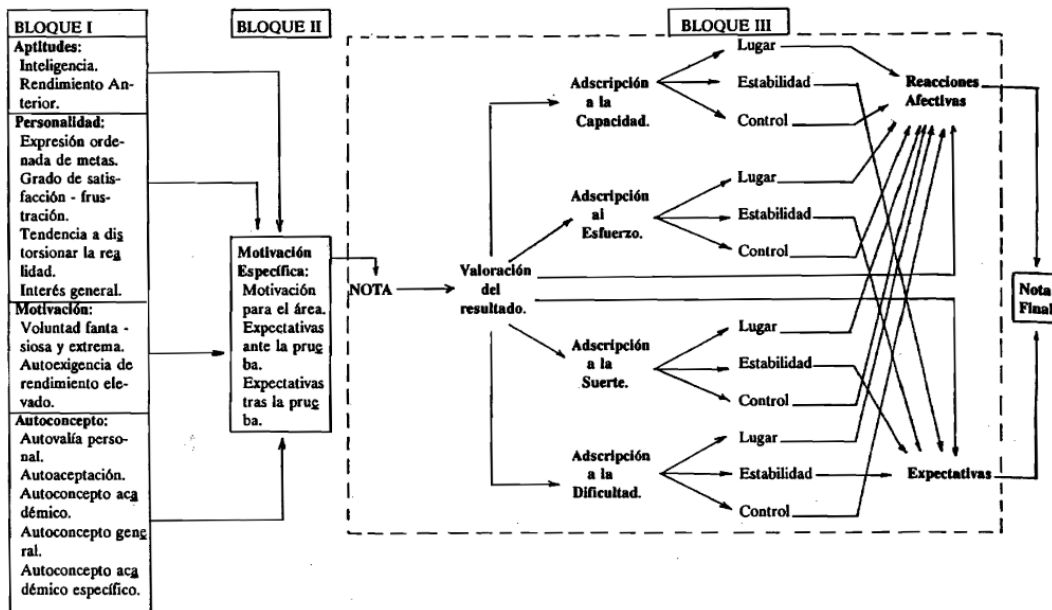 BLOQUE I
Aptitudes:
Inteligencia.
Rendimiento An-
terior.
Personalidad:
Expresión orde-
nada de metas.
Grado de satis-
facción - frus-
tración.
Tendencia a dis
torsionar la rea
lidad.
Interés general.
Motivación:
Voluntad fanta -
siosa y extrema.
Autoexigencia de
rendimiento ele-
vado.
Autoconcepto:
Autovalía perso-
nal.
Autoaceptación.
Autoconcepto aca
démico.
Autoconcepto gene
ral.
Autoconcepto aca
démico específico.
BLOQUE II
Motivación
Específica:
Motivación
para el área.
Expectativas
ante la prue
ba.
Expectativas
tras la prue
ba.
BLOQUE III
NOTA
Valoración
del
resultado.
Adscripción
a la
Capacidad.
Lugar
Estabilidad
Control
Adscripción
al
Esfuerzo.
Lugar
Estabilidad
Control
Adscripción
a la
Suerte.
Lugar
Estabilidad
Control
Adscripción
a la
Dificultad.
Lugar
Estabilidad
Control
Reacciones
Afectivas
Expectativas
Nota
Final